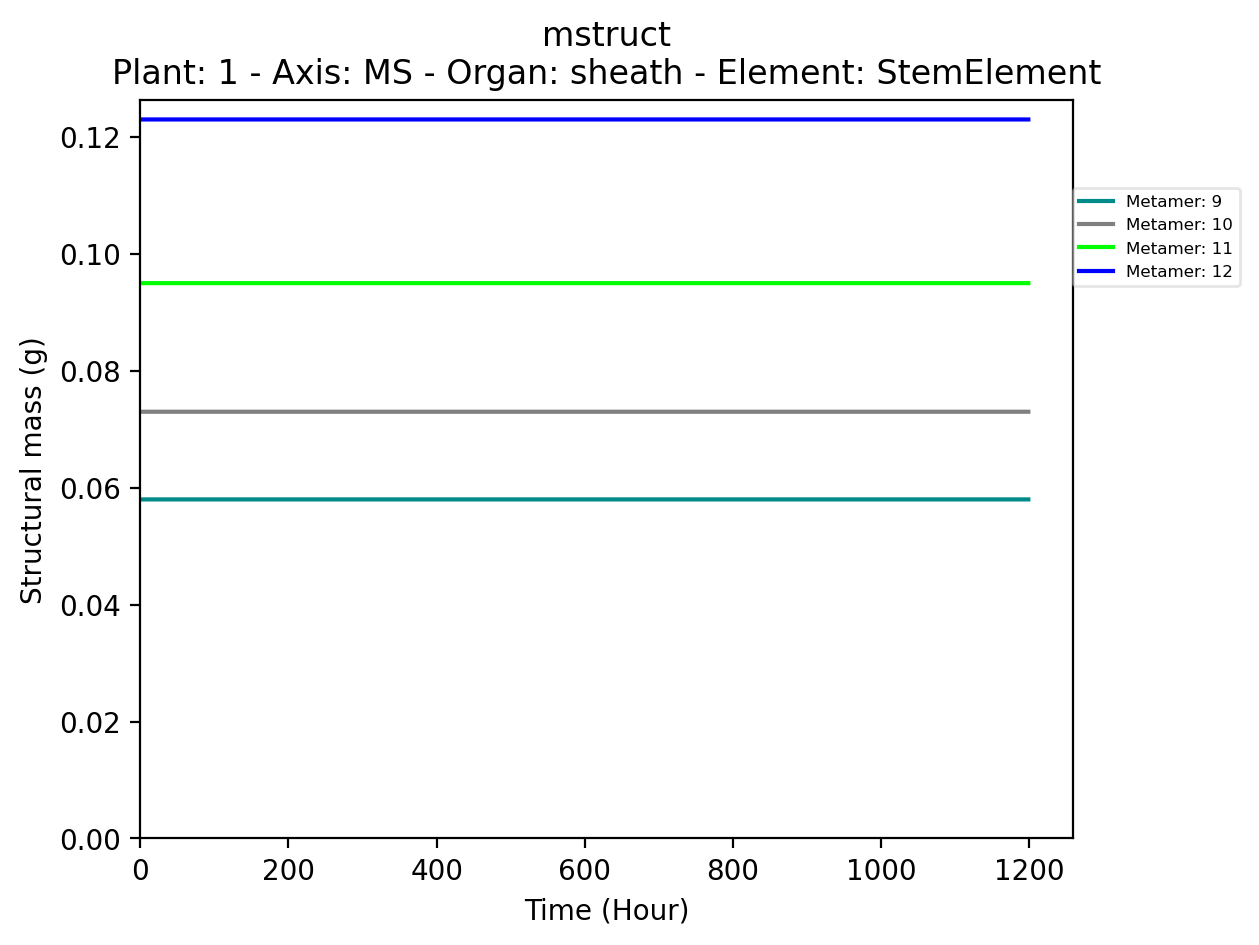 mstruct
Plant: 1 - Axis: MS - Organ: sheath - Element: StemElement
Structural mass (g)
0.12
0.10
0.08
0.06
0.04
0.02
0.00
0 200 400 600 800 1000 1200
Time (Hour)
Metamer: 9
Metamer: 10
Metamer: 11
Metamer: 12